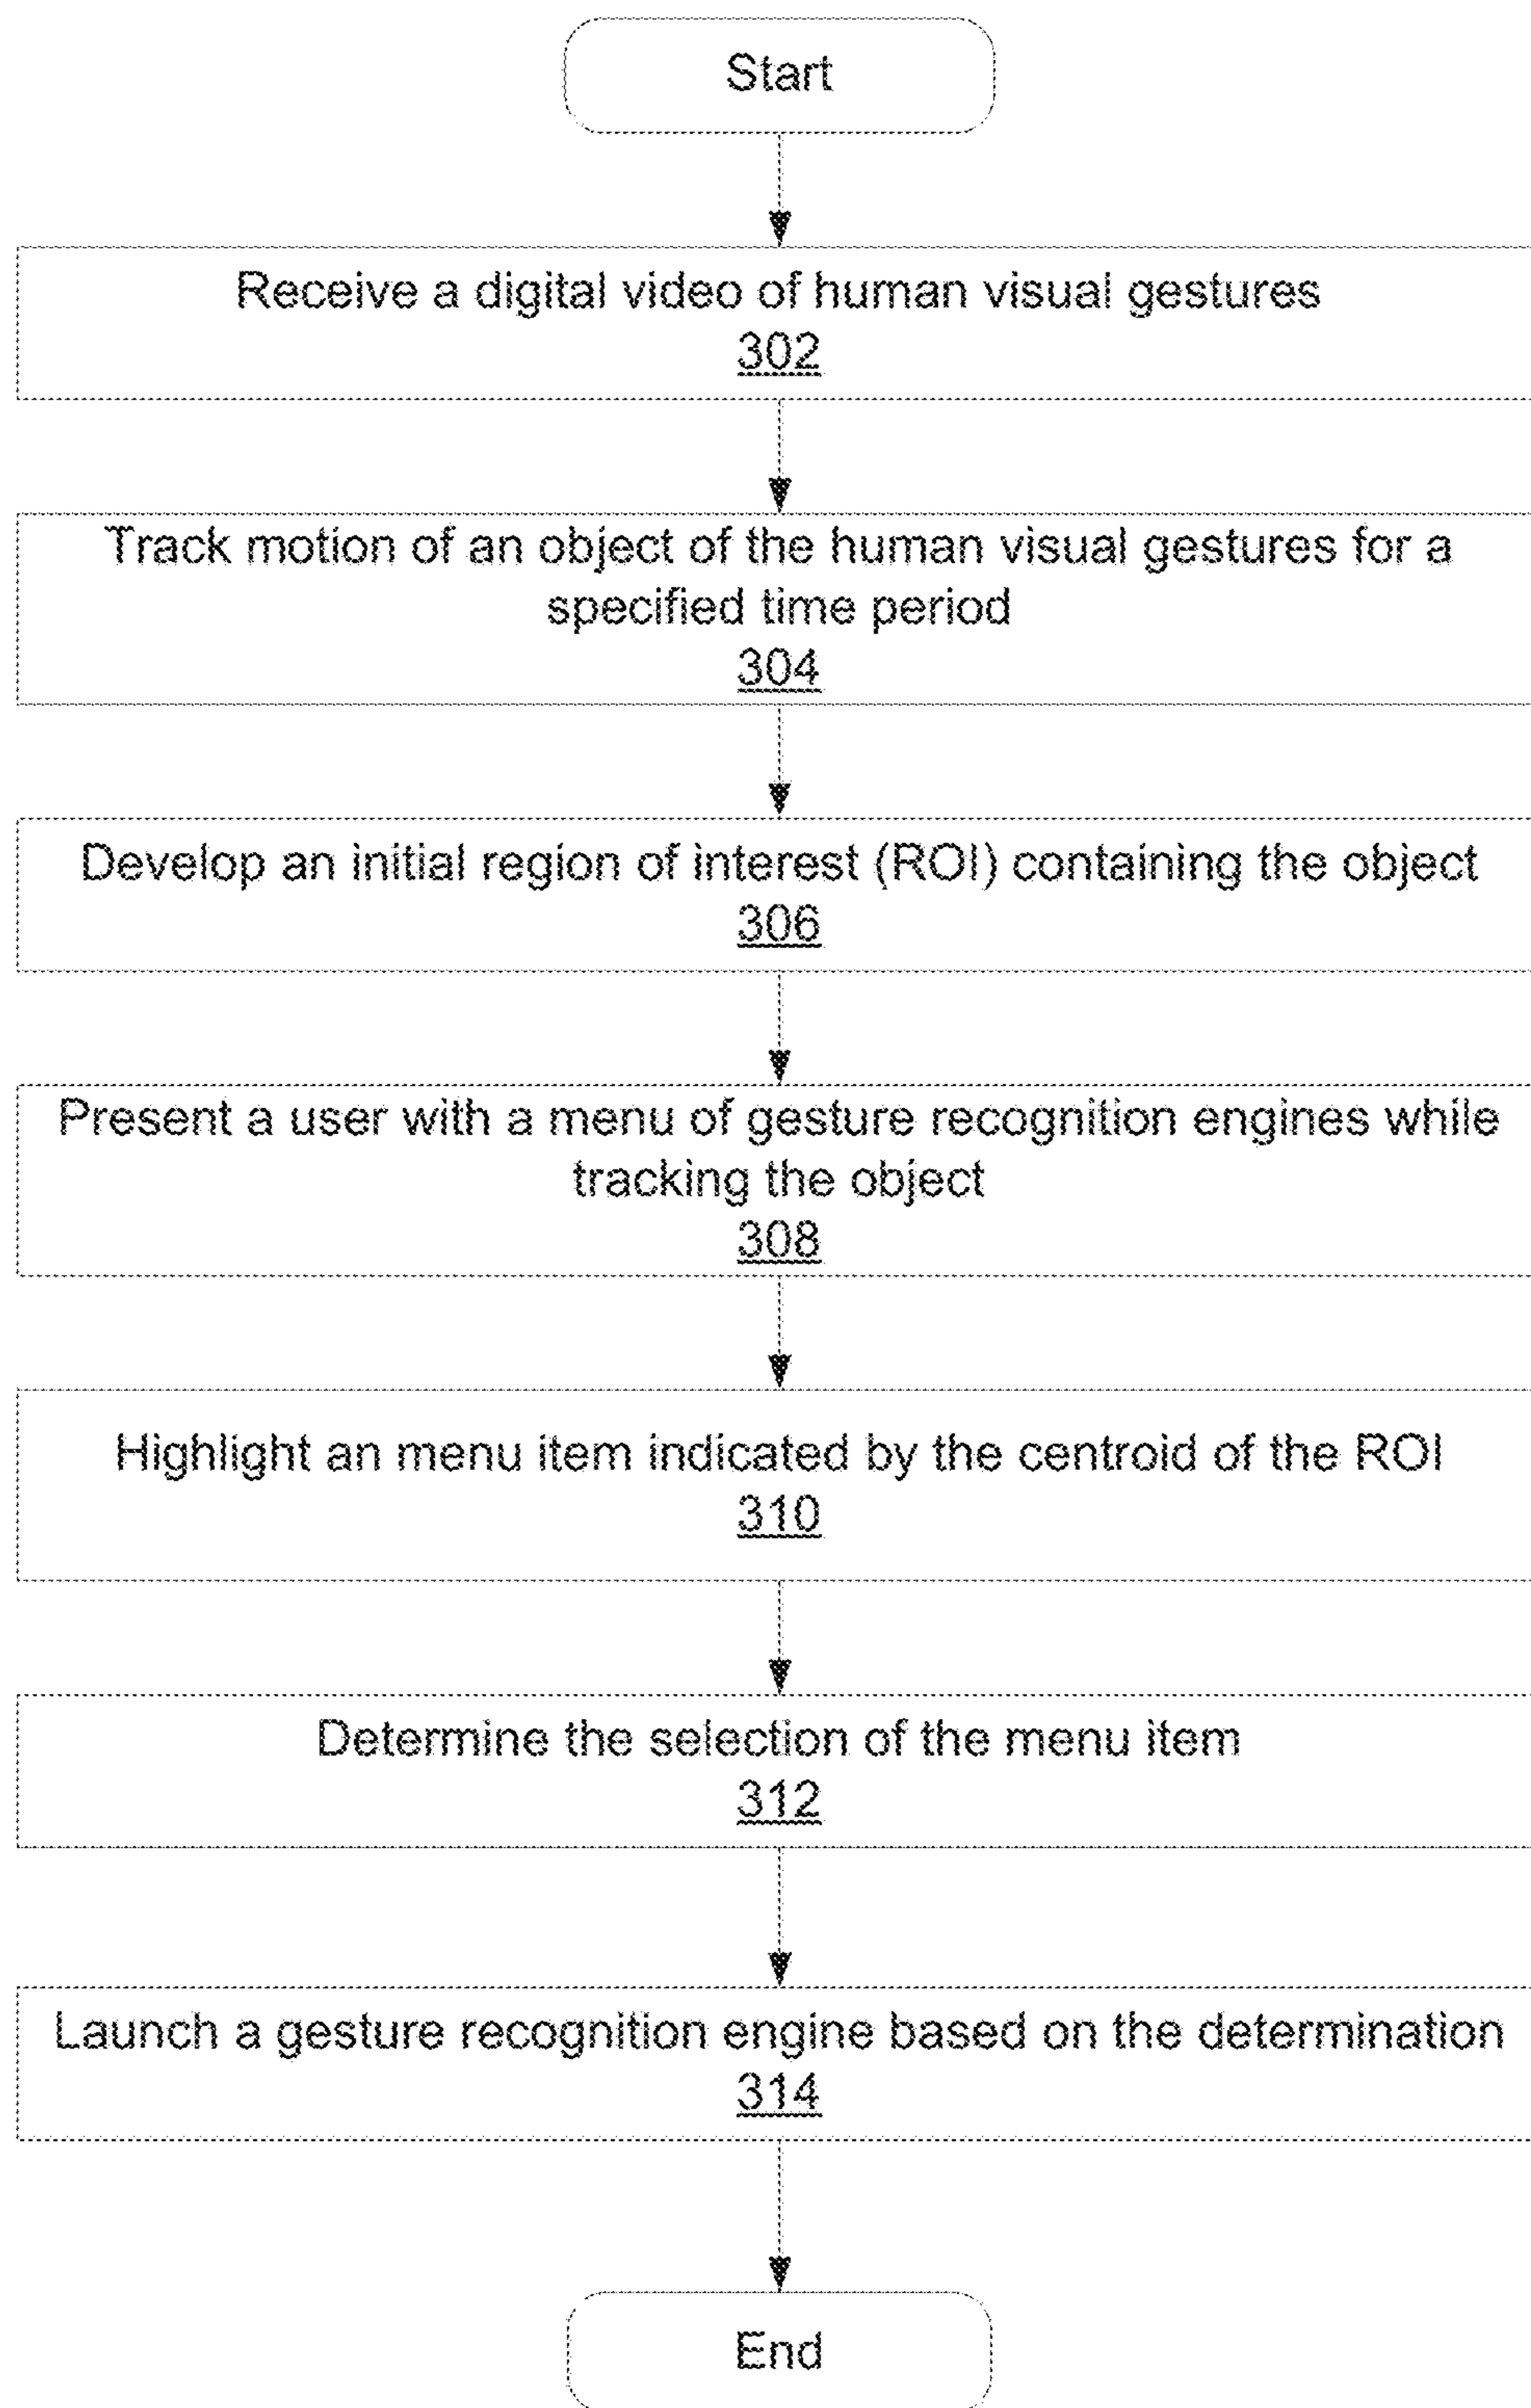 Start
Receive a digital video of human visual gestures
302
Track motion of an object of the human visual gestures for a
specified time period
304
Develop an initial region of interest (ROI) containing the object
306
Present a user with a menu of gesture recognition engines while
tracking the object
308
Highlight an menu item indicated by the centroid of the ROI
310
Determine the selection of the menu item
312
Launch a gesture recognition engine based on the determination
314
End